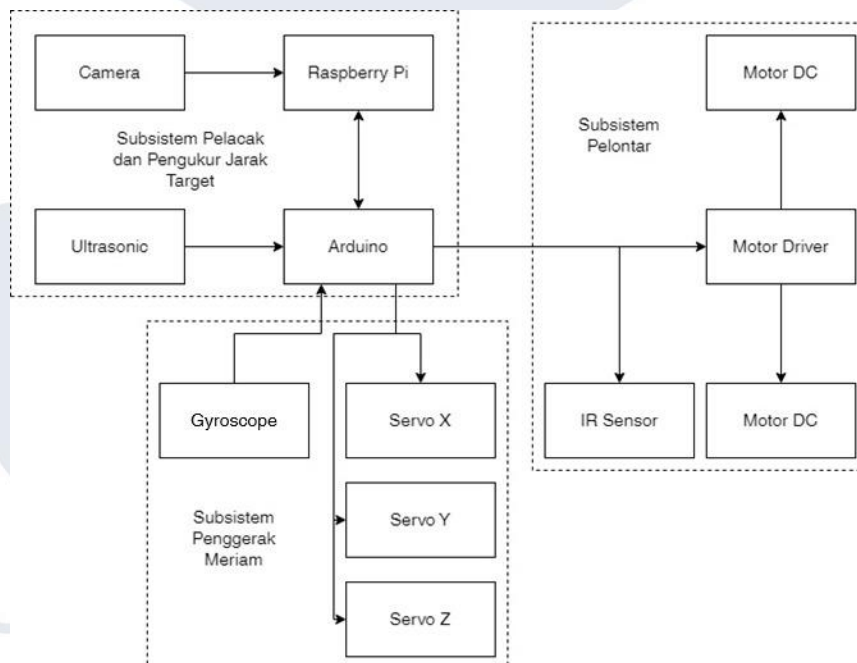 Camera
Raspberry Pi
Subsistem Pelacak
dan Pengukur Jarak
Target
Ultrasonic
Arduino
Motor DC
Subsistem
Pelontar
Motor Driver
IR Sensor
Motor DC
Gyroscope
Servo X
Subsistem
Penggerak
Meriam
Servo Y
Servo Z